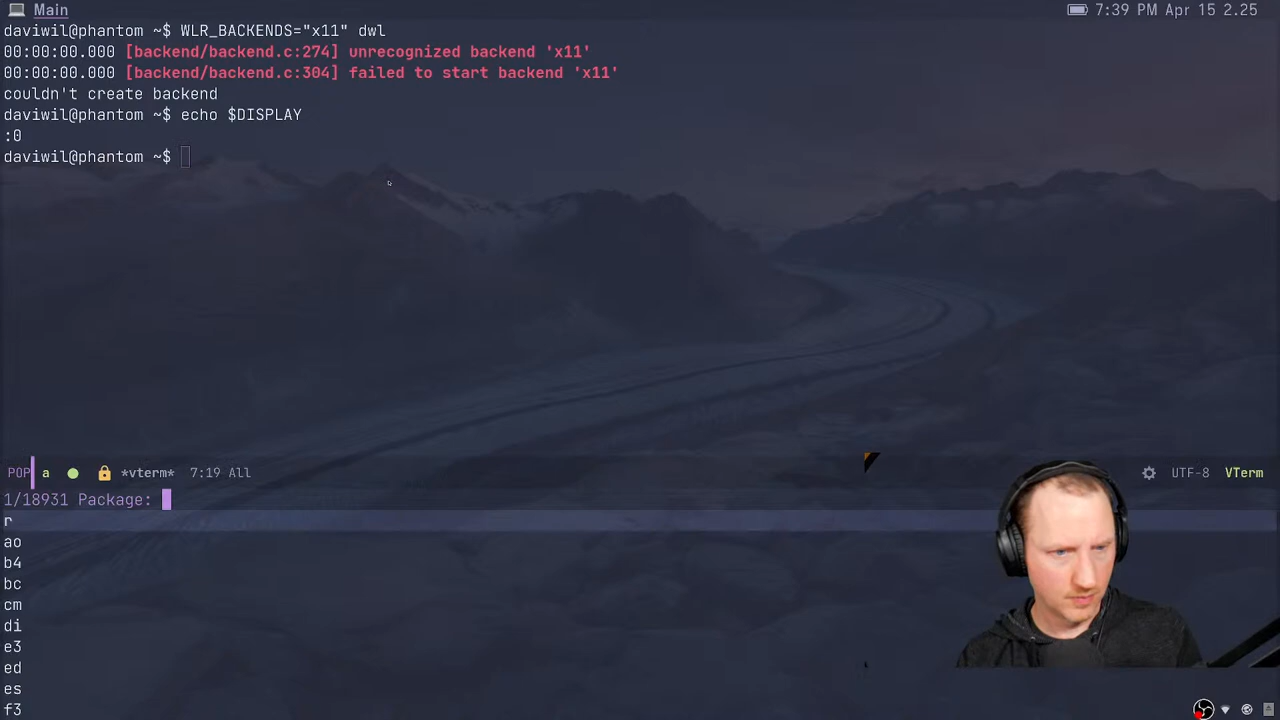 Main
7:39 PM Apr 15 2.25
daviwil@phantom ~$ WLR_BACKENDS="x11" dwl
00:00:00.000 [backend/backend.c:274] unrecognized backend 'x11'
00:00:00.000 [backend/backend.c:304] failed to start backend 'x11'
couldn't create backend
daviwil@phantom ~$ echo $DISPLAY
:0
daviwil@phantom ~$
POP a *vterm* 7:19 All UTF-8 VTerm
1/18931 Package:
r
ao
b4
bc
cm
di
e3
ed
es
f3